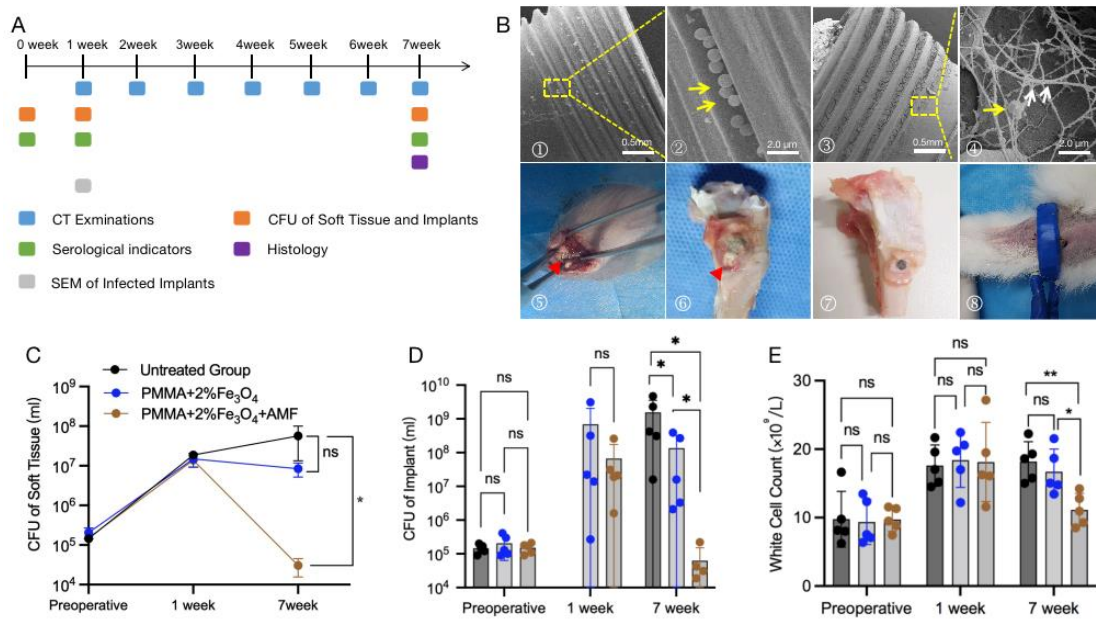 A
0 week 1 week 2week 3week 4week 5week 6week 7week
CT Examinations
CFU of Soft Tissue and Implants
Serological indicators
Histology
SEM of Infected Implants
B
① 0.5mm
② 2.0 μm
③ 0.5mm
④ 2.0 μm
⑤
⑥
⑦
⑧
C
Untreated Group
PMMA+2%Fe₃O₄
PMMA+2%Fe₃O₄+AMF
CFU of Soft Tissue (ml)
10⁹
10⁸
10⁷
10⁶
10⁵
10⁴
ns
*
Preoperative 1 week 7week
D
CFU of Implant (ml)
10¹⁰
10⁹
10⁸
10⁷
10⁶
10⁵
10⁴
ns
ns
ns
ns
*
*
*
Preoperative 1 week 7 week
E
White Cell Count (×10⁹/L)
30
20
10
0
ns
ns
ns
ns
ns
ns
**
ns
*
Preoperative 1 week 7 week